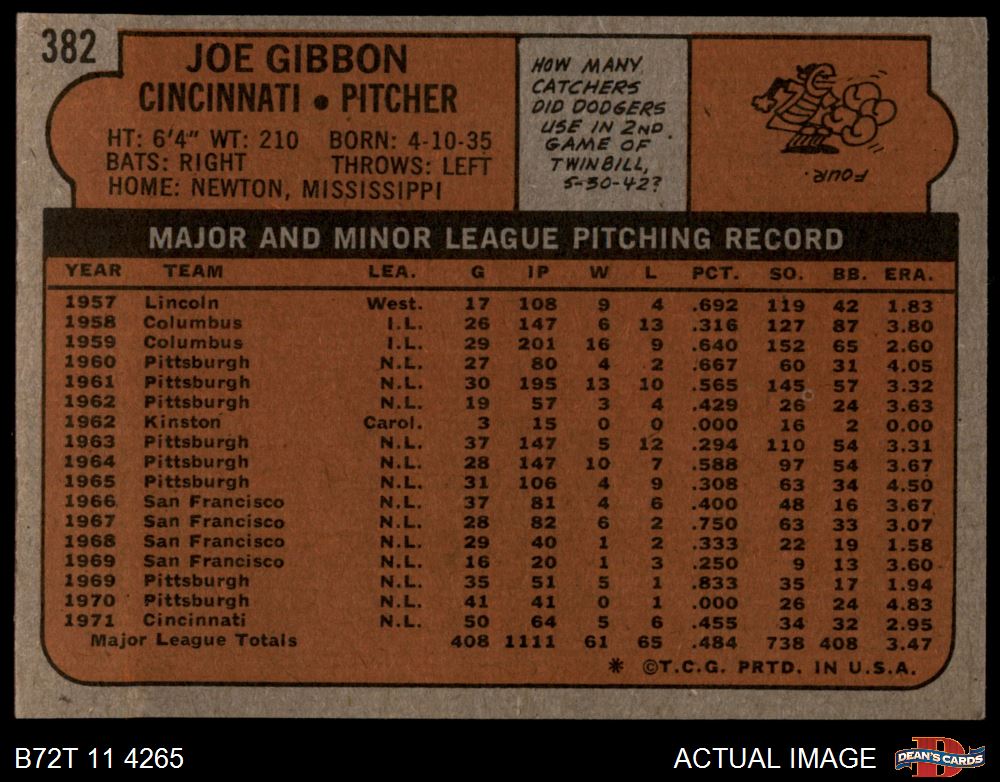 382
JOE GIBBON
CINCINNATI • PITCHER
HT: 6'4" WT: 210 BORN: 4-10-35
BATS: RIGHT THROWS: LEFT
HOME: NEWTON, MISSISSIPPI
HOW MANY
CATCHERS
DID DODGERS
USE IN 2ND
GAME OF
TWINBILL,
5-30-42?
FOUR.
MAJOR AND MINOR LEAGUE PITCHING RECORD
YEAR TEAM LEA. G IP W L PCT. SO. BB. ERA.
1957 Lincoln West. 17 108 9 4 .692 119 42 1.83
1958 Columbus I.L. 26 147 6 13 .316 127 87 3.80
1959 Columbus I.L. 29 201 16 9 .640 152 65 2.60
1960 Pittsburgh N.L. 27 80 4 2 .667 60 31 4.05
1961 Pittsburgh N.L. 30 195 13 10 .565 145 57 3.32
1962 Pittsburgh N.L. 19 57 3 4 .429 26 24 3.63
1962 Kinston Carol. 3 15 0 0 .000 16 2 0.00
1963 Pittsburgh N.L. 37 147 5 12 .294 110 54 3.31
1964 Pittsburgh N.L. 28 147 10 7 .588 97 54 3.67
1965 Pittsburgh N.L. 31 106 4 9 .308 63 34 4.50
1966 San Francisco N.L. 37 81 4 6 .400 48 16 3.67
1967 San Francisco N.L. 28 82 6 2 .750 63 33 3.07
1968 San Francisco N.L. 29 40 1 2 .333 22 19 1.58
1969 San Francisco N.L. 16 20 1 3 .250 9 13 3.60
1969 Pittsburgh N.L. 35 51 5 1 .833 35 17 1.94
1970 Pittsburgh N.L. 41 41 0 1 .000 26 24 4.83
1971 Cincinnati N.L. 50 64 5 6 .455 34 32 2.95
Major League Totals 408 1111 61 65 .484 738 408 3.47
* ©T.C.G. PRTD. IN U.S.A.
B72T 11 4265
ACTUAL IMAGE
D
DEAN'S CARDS